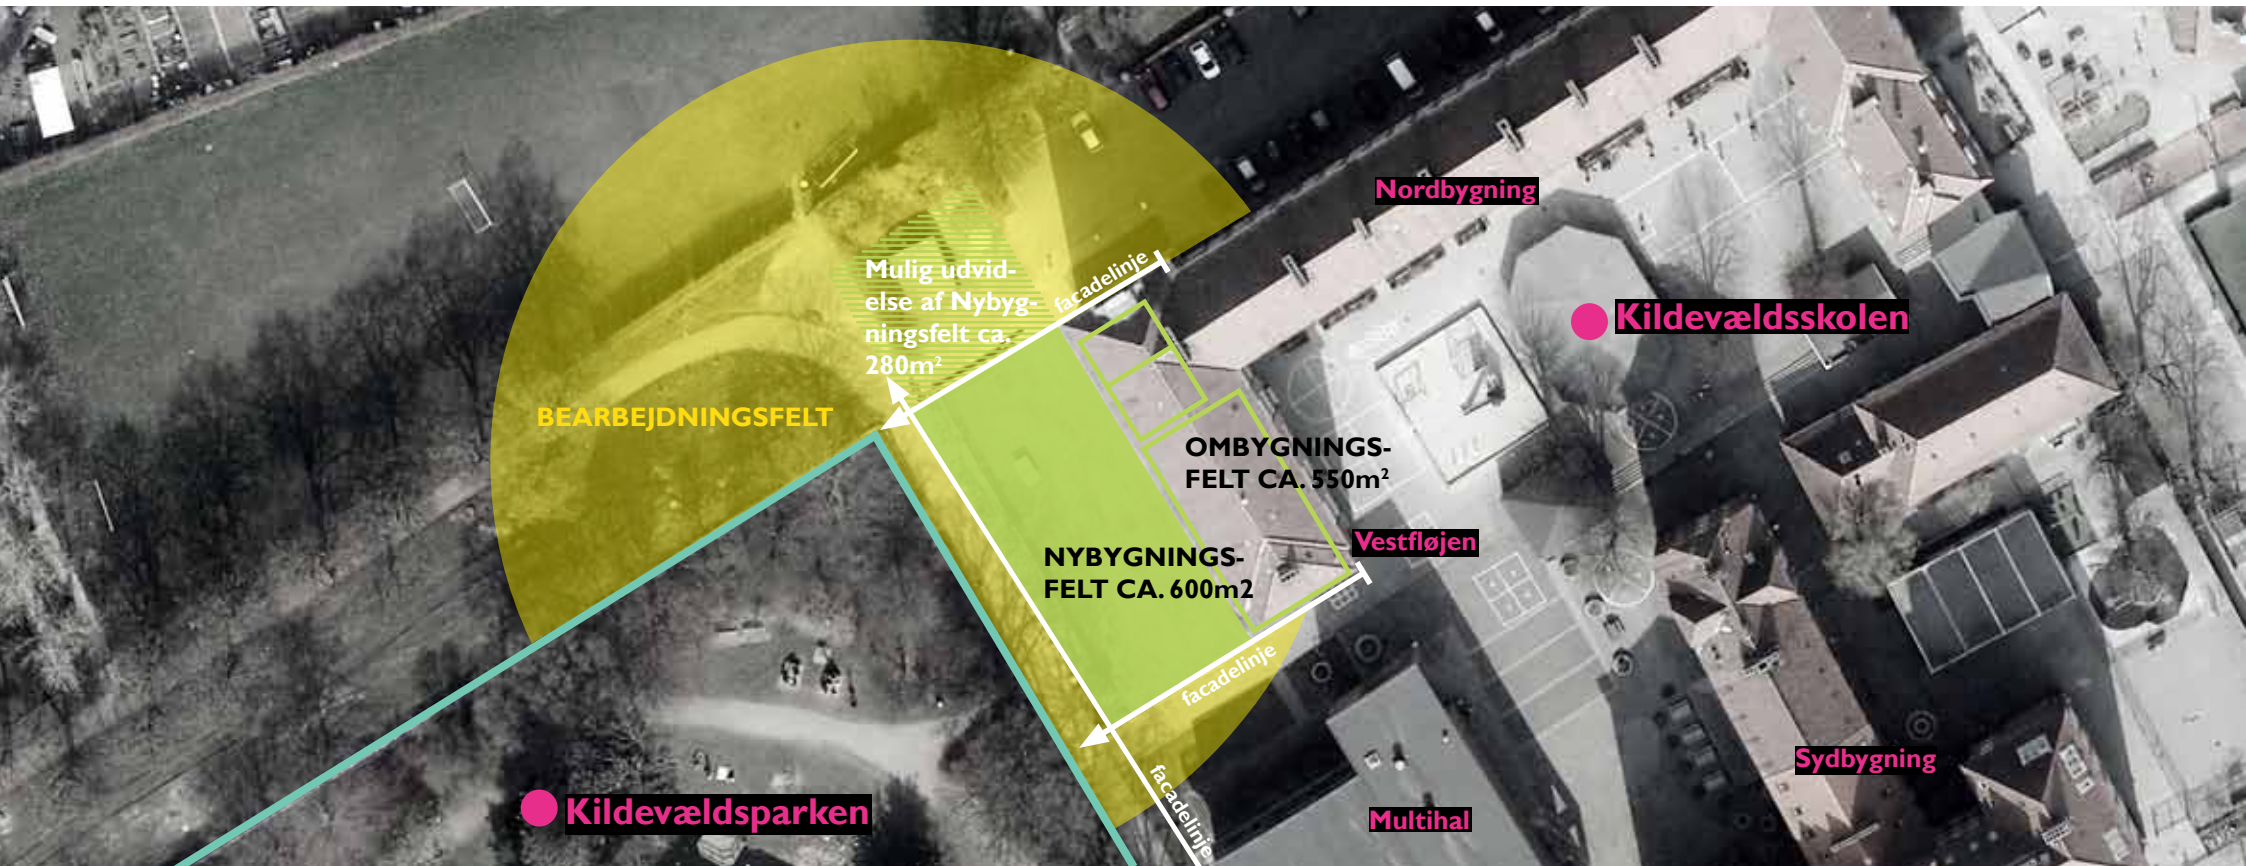 Nordbygning
facadelinje
Mulig udvid-
else af Nybyg-
ningsfelt ca.
280m²
Kildevældsskolen
BEARBEJDNINGSFELT
OMBYGNINGS-
FELT CA. 550m²
Vestfløjen
NYBYGNINGS-
FELT CA. 600m2
facadelinje
Sydbygning
facadelinje
Kildevældsparken
Multihal